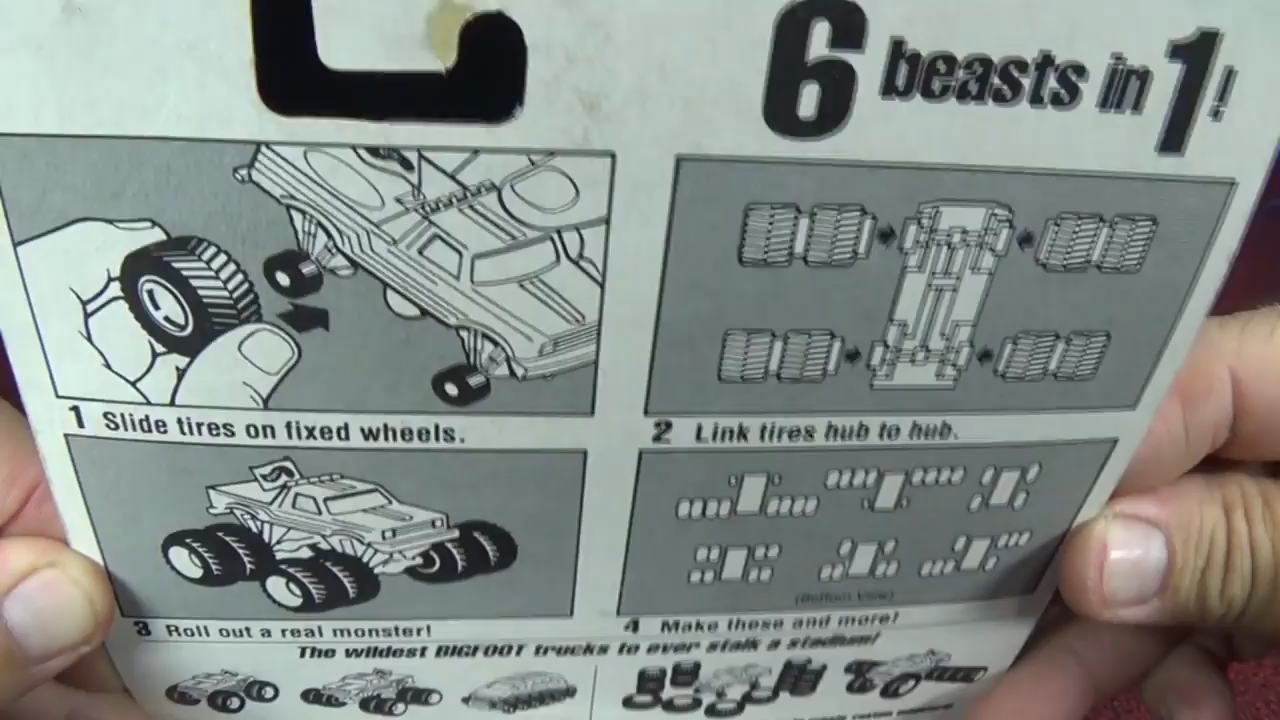 6 beasts in 1!
1 Slide tires on fixed wheels.
2 Link tires hub to hub.
3 Roll out a real monster!
(Bottom View)
4 Make these and more!
The wildest BIGFOOT trucks to ever stalk a stadium!